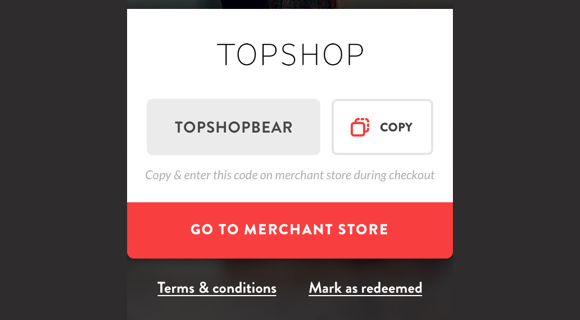 TOPSHOP
TOPSHOPBEAR
COPY
Copy & enter this code on merchant store during checkout
GO TO MERCHANT STORE
Terms & conditions
Mark as redeemed